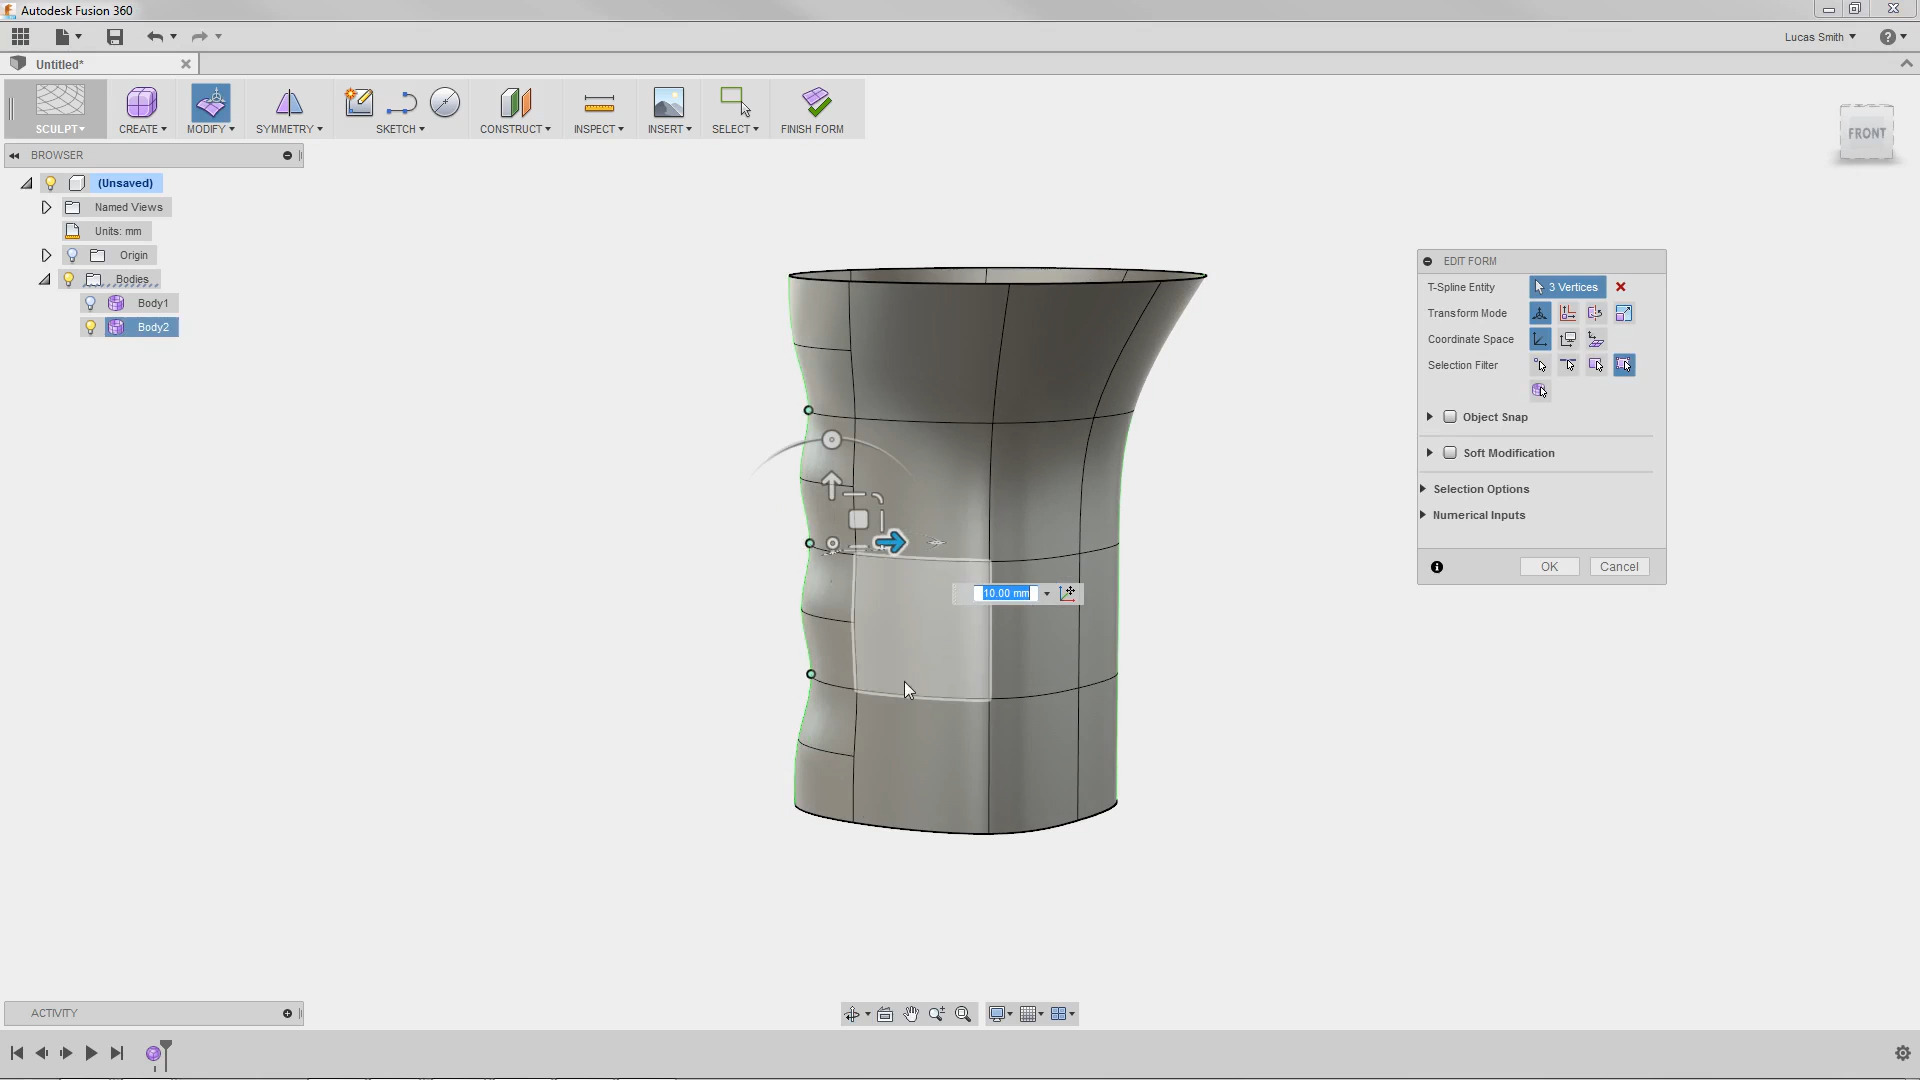 Autodesk Fusion 360
Lucas Smith
Untitled*
SCULPT
CREATE
MODIFY
SYMMETRY
SKETCH
CONSTRUCT
INSPECT
INSERT
SELECT
FINISH FORM
FRONT
BROWSER
(Unsaved)
Named Views
Units: mm
Origin
Bodies
Body1
Body2
EDIT FORM
T-Spline Entity
3 Vertices
Transform Mode
Coordinate Space
Selection Filter
Object Snap
Soft Modification
Selection Options
Numerical Inputs
OK
Cancel
10.00 mm
ACTIVITY